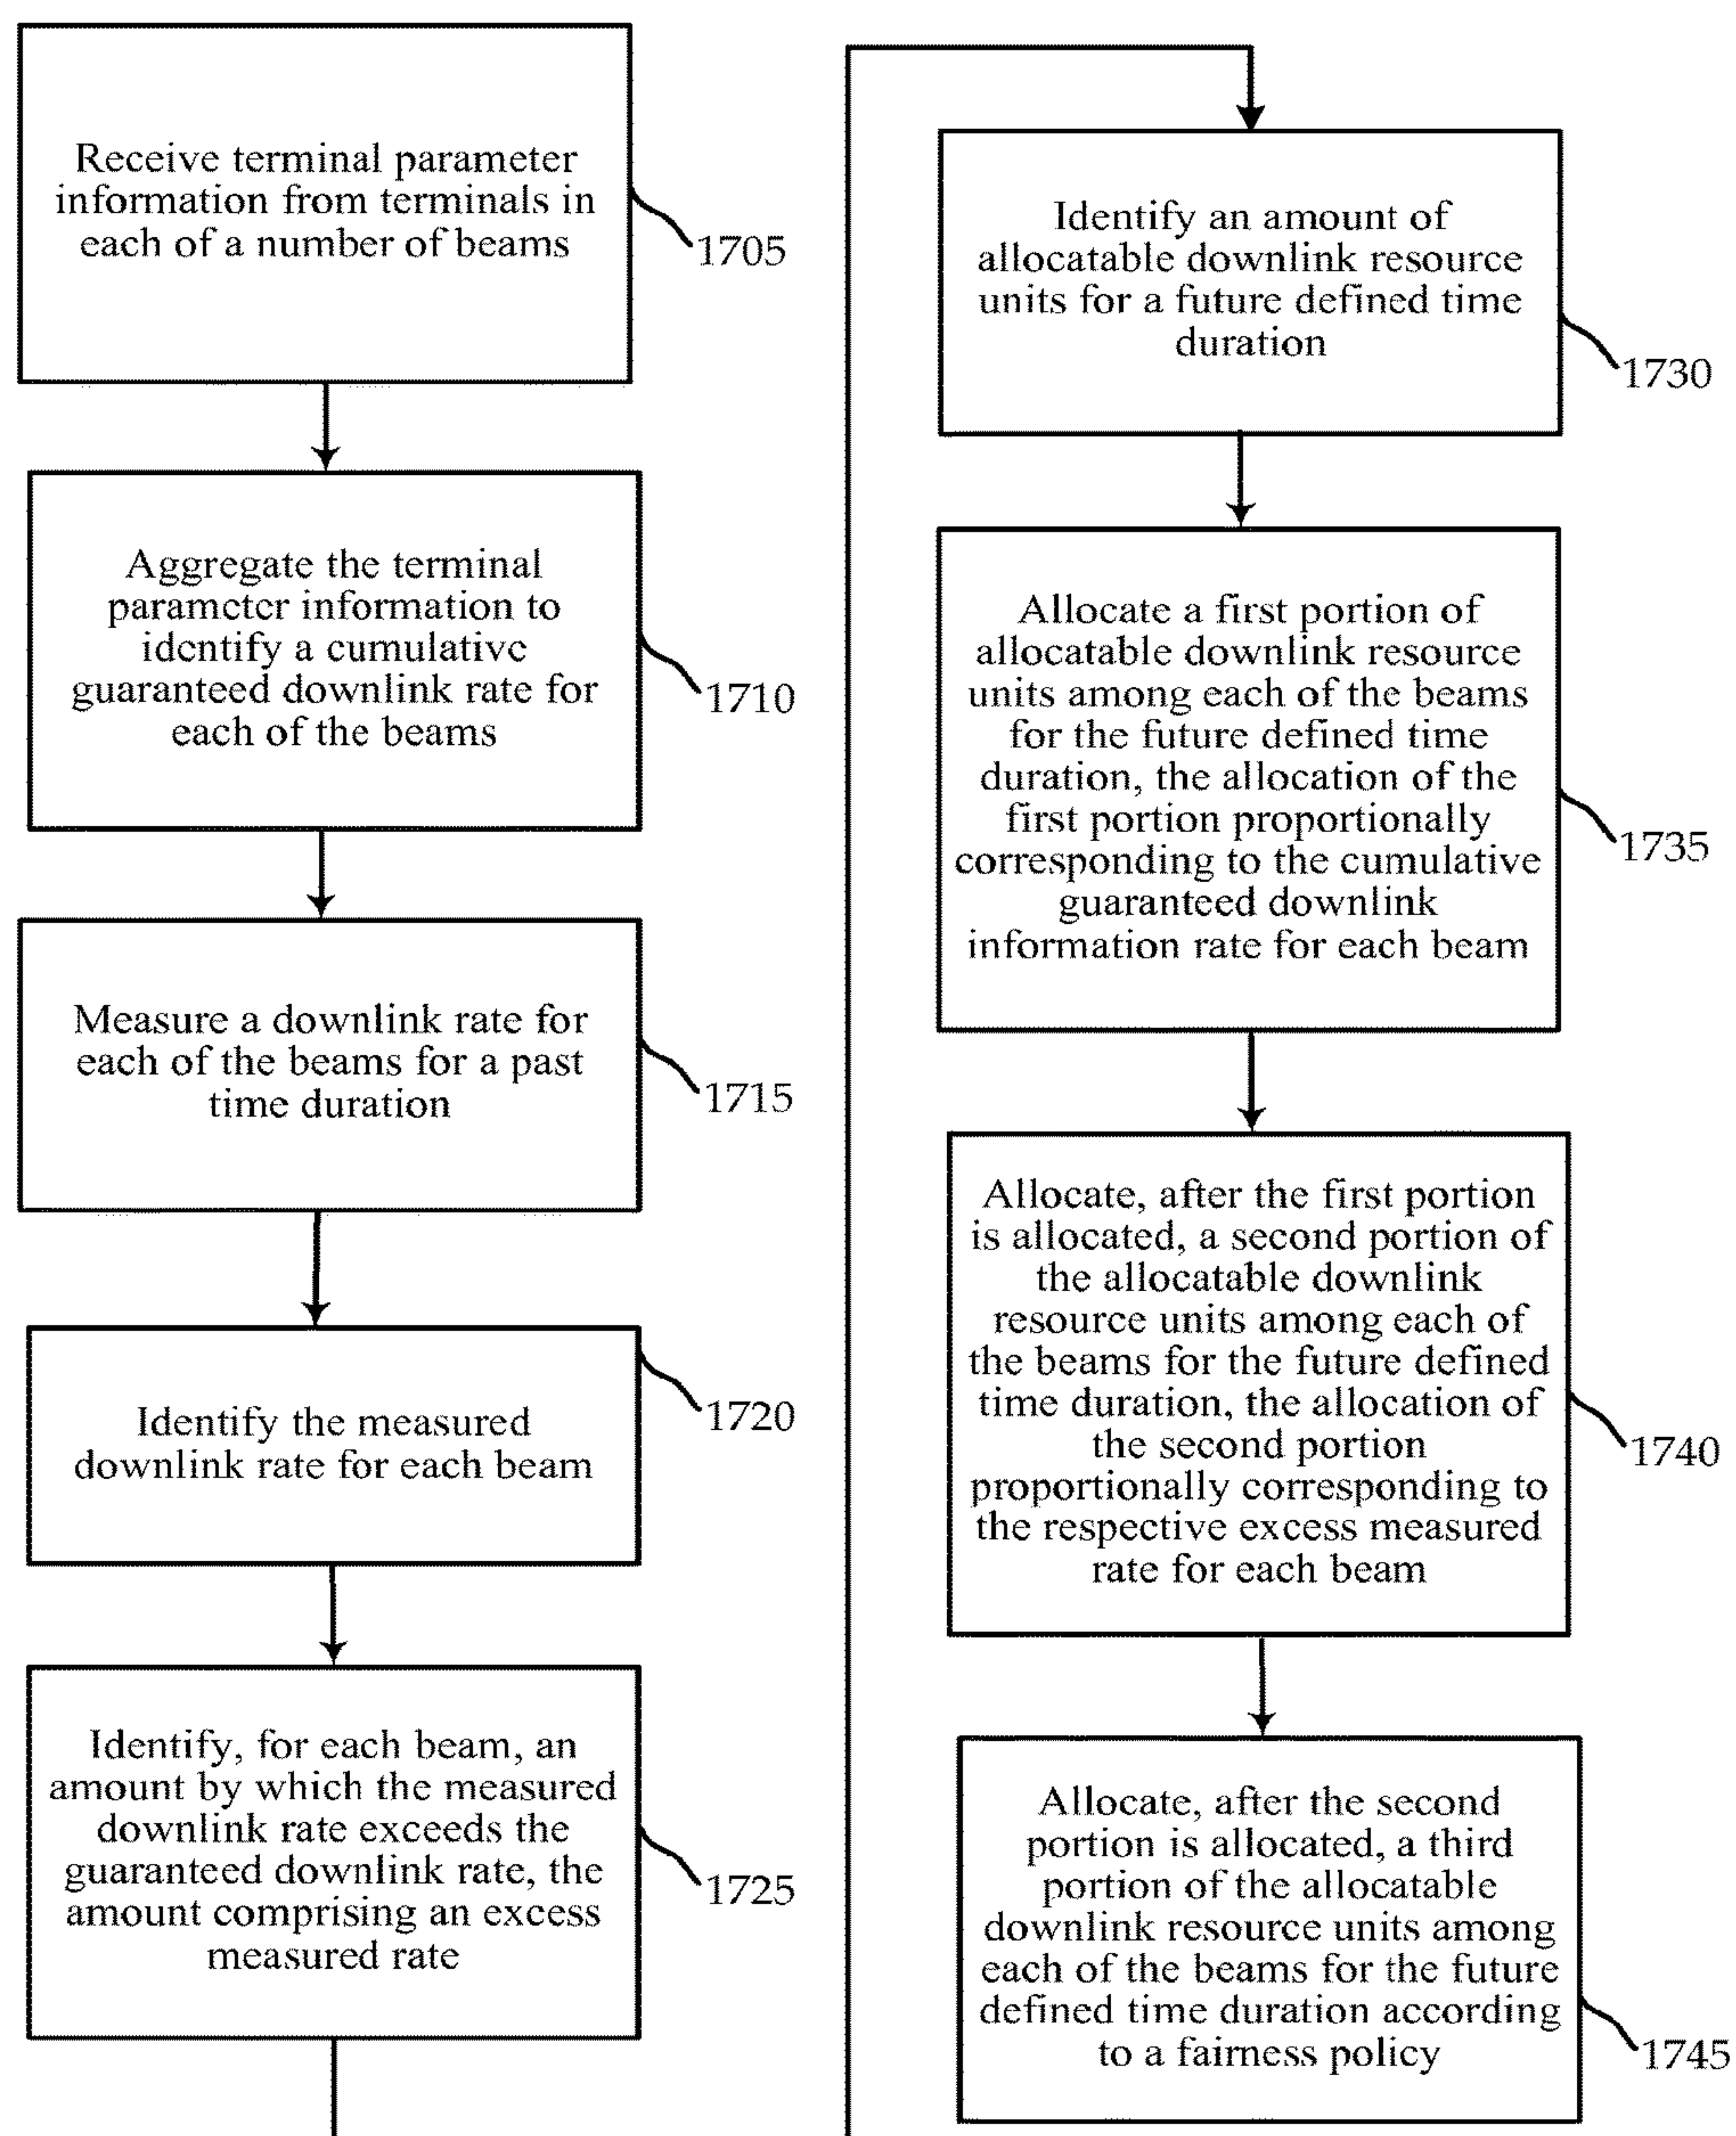 Receive terminal parameter
information from terminals in
each of a number of beams
1705
Aggregate the terminal
parameter information to
identify a cumulative
guaranteed downlink rate for
each of the beams
1710
Measure a downlink rate for
each of the beams for a past
time duration
1715
Identify the measured
downlink rate for each beam
1720
Identify, for each beam, an
amount by which the measured
downlink rate exceeds the
guaranteed downlink rate, the
amount comprising an excess
measured rate
1725
Identify an amount of
allocatable downlink resource
units for a future defined time
duration
1730
Allocate a first portion of
allocatable downlink resource
units among each of the beams
for the future defined time
duration, the allocation of the
first portion proportionally
corresponding to the cumulative
guaranteed downlink
information rate for each beam
1735
Allocate, after the first portion
is allocated, a second portion of
the allocatable downlink
resource units among each of
the beams for the future defined
time duration, the allocation of
the second portion
proportionally corresponding to
the respective excess measured
rate for each beam
1740
Allocate, after the second
portion is allocated, a third
portion of the allocatable
downlink resource units among
each of the beams for the future
defined time duration according
to a fairness policy
1745